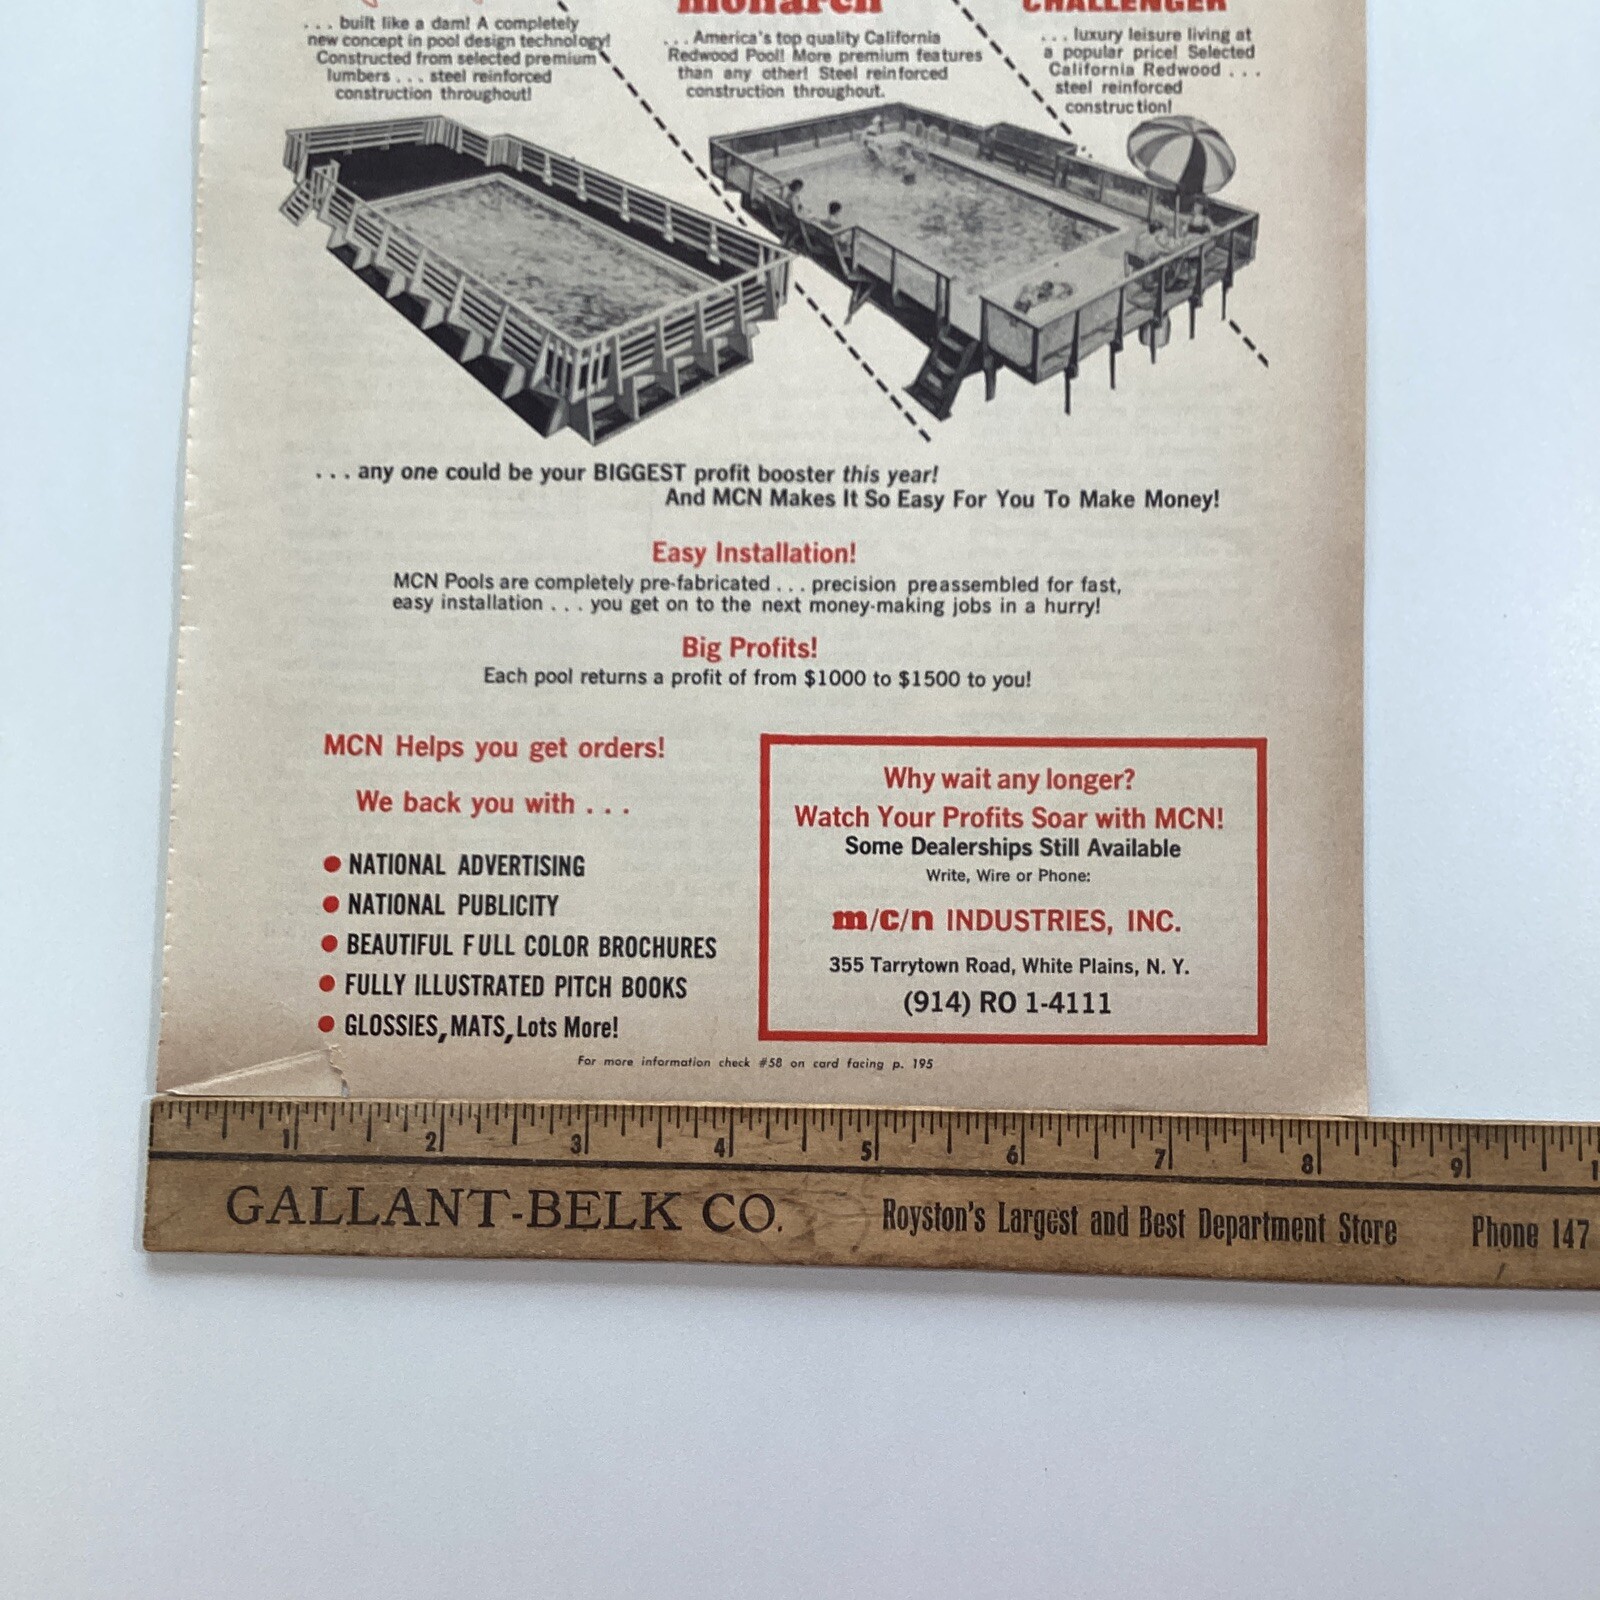 monarch
CHALLENGER
. . . built like a dam! A completely
new concept in pool design technology!
Constructed from selected premium
lumbers . . . steel reinforced
construction throughout!
. . . America's top quality California
Redwood Pool! More premium features
than any other! Steel reinforced
construction throughout.
. . . luxury leisure living at
a popular price! Selected
California Redwood . . .
steel reinforced
construction!
. . . any one could be your BIGGEST profit booster this year!
And MCN Makes It So Easy For You To Make Money!
Easy Installation!
MCN Pools are completely pre-fabricated . . . precision preassembled for fast,
easy installation . . . you get on to the next money-making jobs in a hurry!
Big Profits!
Each pool returns a profit of from $1000 to $1500 to you!
MCN Helps you get orders!
We back you with . . .
● NATIONAL ADVERTISING
● NATIONAL PUBLICITY
● BEAUTIFUL FULL COLOR BROCHURES
● FULLY ILLUSTRATED PITCH BOOKS
● GLOSSIES, MATS, Lots More!
Why wait any longer?
Watch Your Profits Soar with MCN!
Some Dealerships Still Available
Write, Wire or Phone:
m/c/n INDUSTRIES, INC.
355 Tarrytown Road, White Plains, N. Y.
(914) RO 1-4111
For more information check #58 on card facing p. 195
1 2 3 4 5 6 7 8 9 1
GALLANT-BELK CO. Royston's Largest and Best Department Store Phone 147